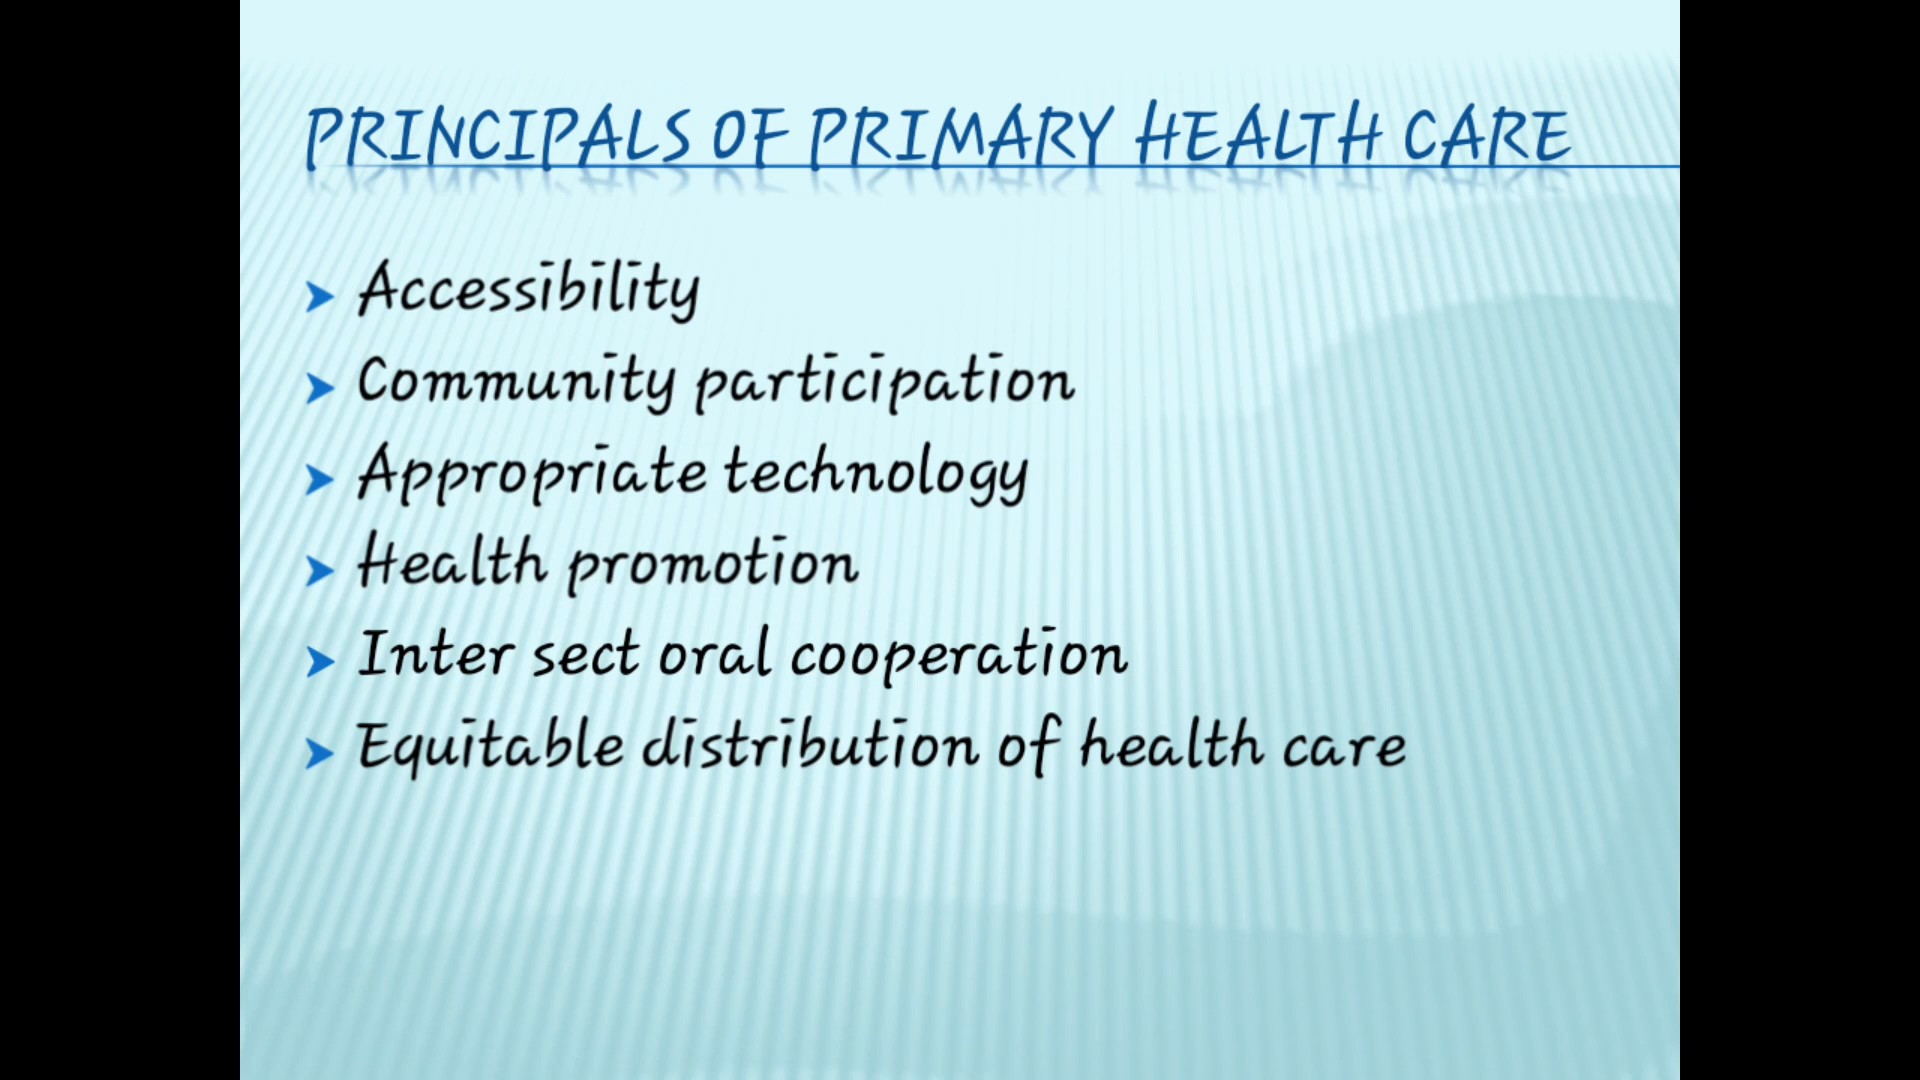 PRINCIPALS OF PRIMARY HEALTH CARE
Accessibility
Community participation
Appropriate technology
Health promotion
Inter sect oral cooperation
Equitable distribution of health care